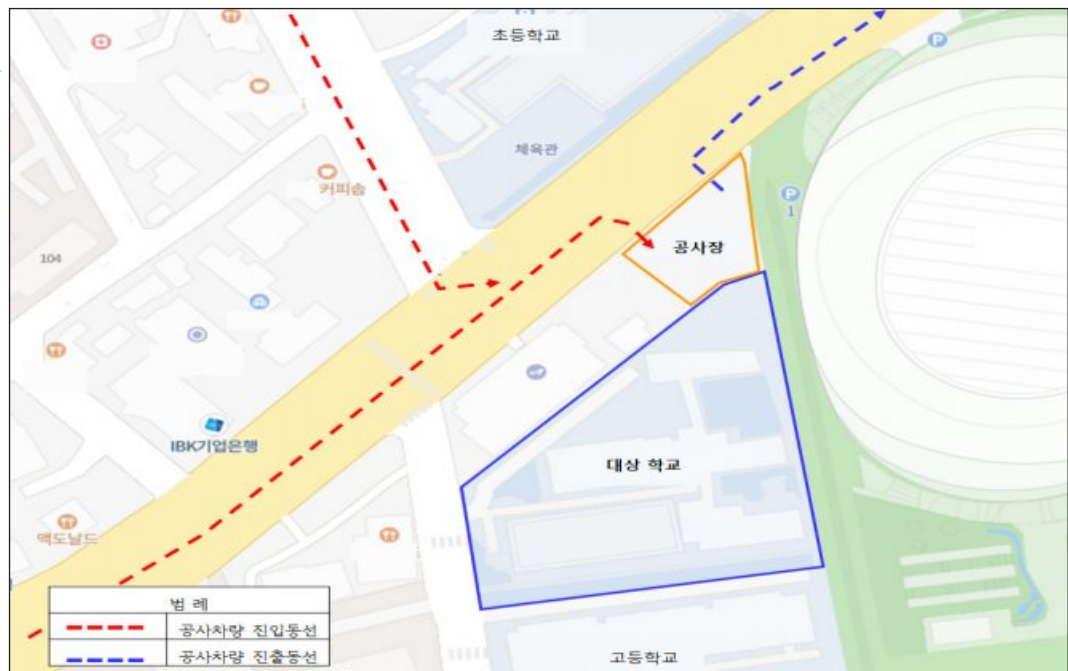 초등학교
P
체육관
커피숍
P
1
공사장
104
IBK기업은행
대상 학교
맥도날드
범 례
공사차량 진입동선
공사차량 진출동선
고등학교